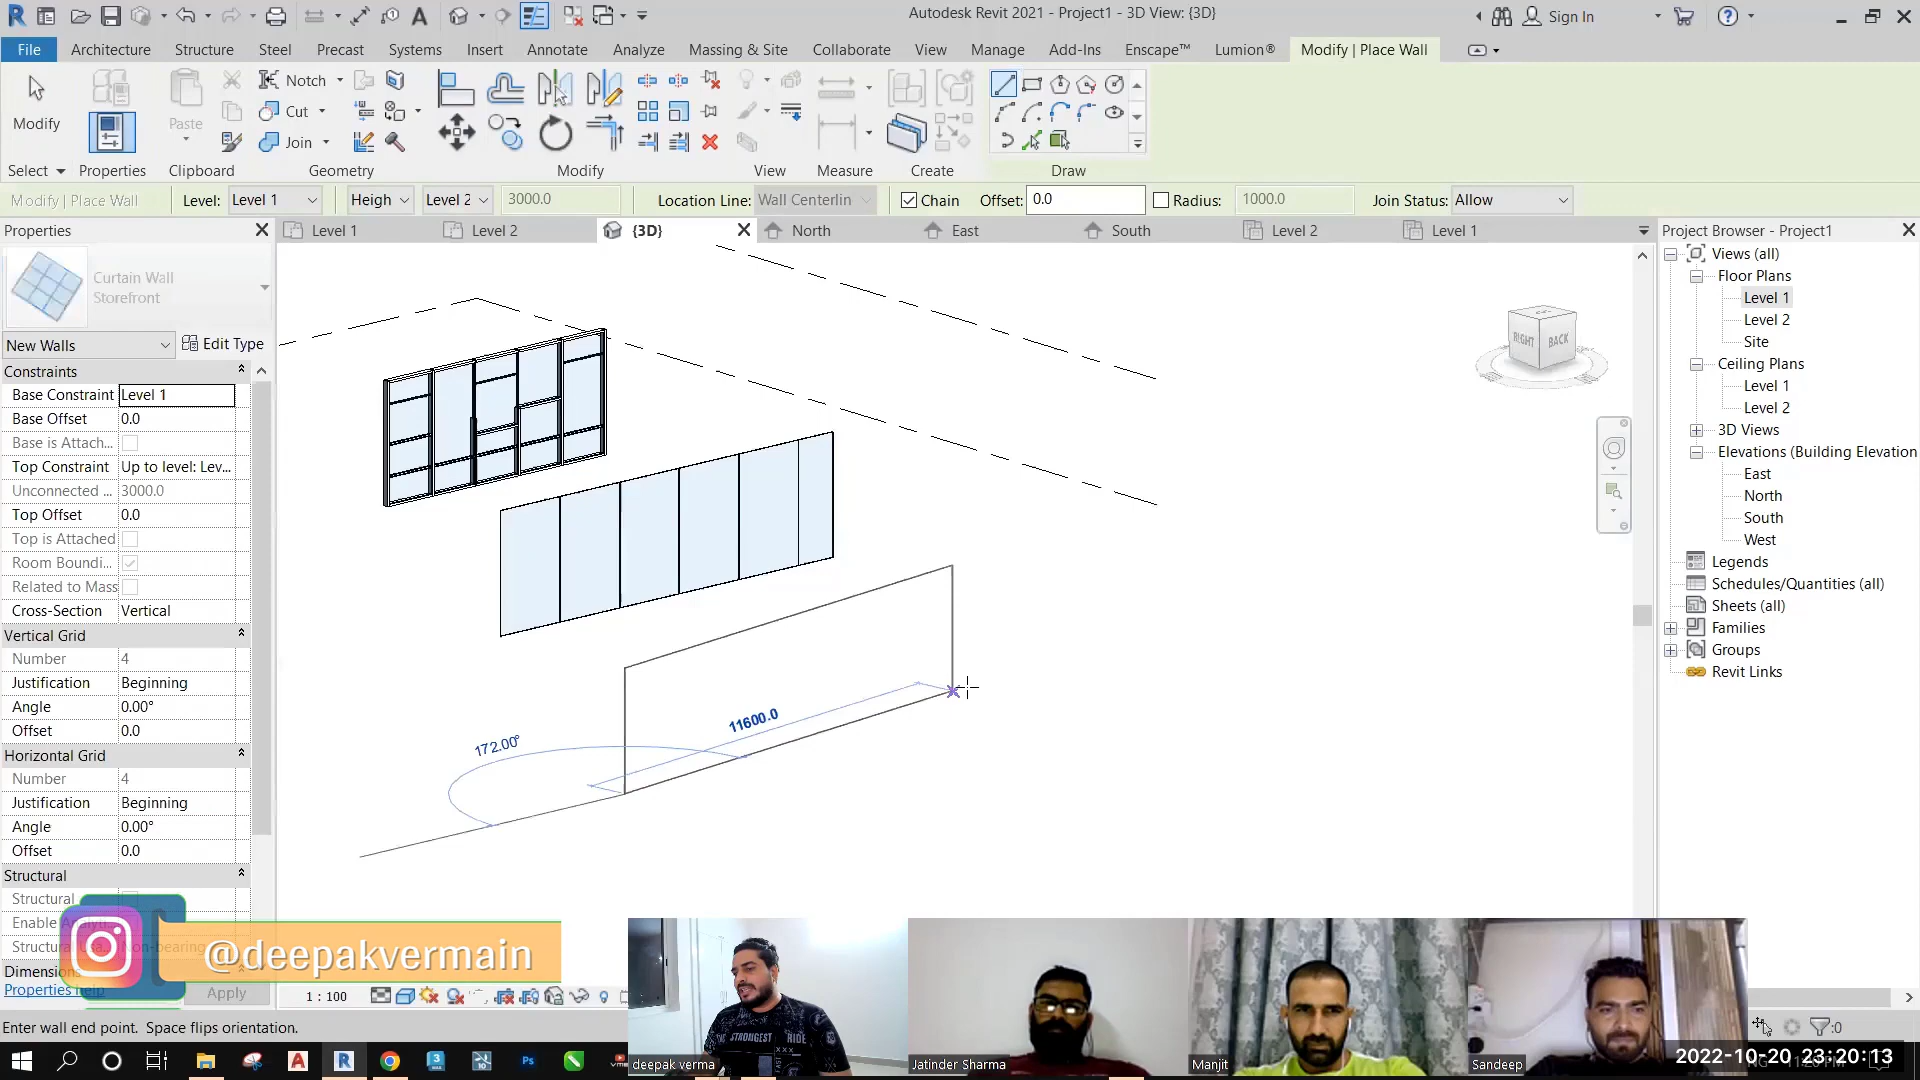 Autodesk Revit 2021 - Project1 - 3D View: {3D}
Sign In
File
Architecture
Structure
Steel
Precast
Systems
Insert
Annotate
Analyze
Massing & Site
Collaborate
View
Manage
Add-Ins
Enscape™
Lumion®
Modify | Place Wall
Modify
Paste
Notch
Cut
Join
Select
Properties
Clipboard
Geometry
Modify
View
Measure
Create
Draw
Modify | Place Wall
Level: Level 1
Heigh
Level 2
3000.0
Location Line: Wall Centerlin
Chain
Offset: 0.0
Radius: 1000.0
Join Status: Allow
Properties
Level 1
Level 2
{3D}
North
East
South
Level 2
Level 1
Project Browser - Project1
Curtain Wall
Storefront
New Walls
Edit Type
Constraints
Base Constraint Level 1
Base Offset 0.0
Base is Attach...
Top Constraint Up to level: Lev...
Unconnected ... 3000.0
Top Offset 0.0
Top is Attached
Room Boundi...
Related to Mass
Cross-Section Vertical
Vertical Grid
Number 4
Justification Beginning
Angle 0.00°
Offset 0.0
Horizontal Grid
Number 4
Justification Beginning
Angle 0.00°
Offset 0.0
Structural
Structural
Enable
Dimensions
Properties help
Apply
RIGHT
BACK
11600.0
172.00°
Views (all)
Floor Plans
Level 1
Level 2
Site
Ceiling Plans
Level 1
Level 2
3D Views
Elevations (Building Elevation
East
North
South
West
Legends
Schedules/Quantities (all)
Sheets (all)
Families
Groups
Revit Links
@deepakvermain
1 : 100
Enter wall end point. Space flips orientation.
:0
STRONGEST
RIDE
deepak verma
Jatinder Sharma
Manjit
Sandeep
2022-10-20 23:20:13